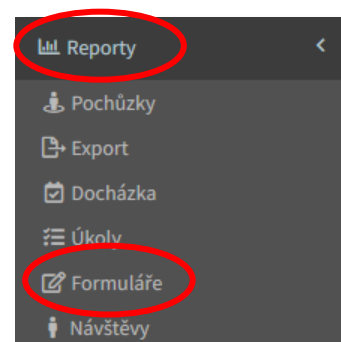 Reporty
Pochůzky
Export
Docházka
Úkoly
Formuláře
Návštěvy